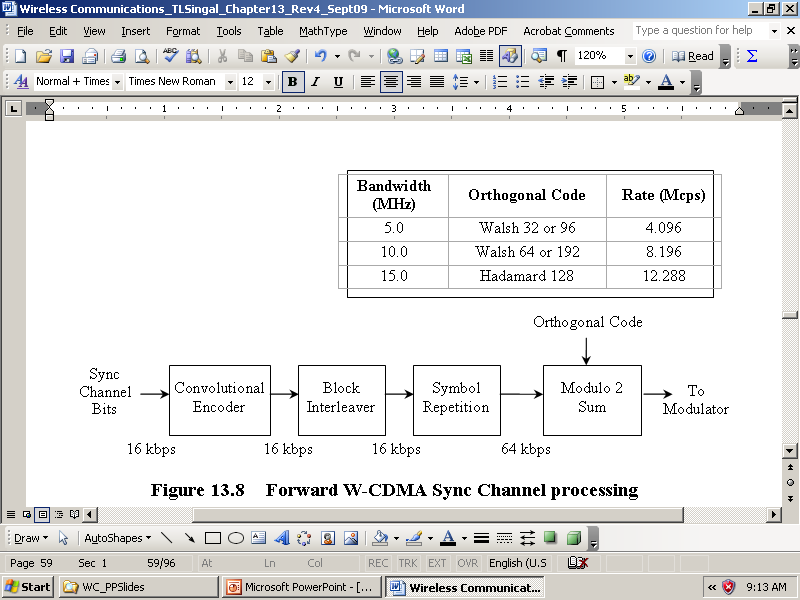 Wireless Communications_TLSingal_Chapter13_Rev4_Sept09 - Microsoft Word
File Edit View Insert Format Tools Table MathType Window Help Adobe PDF Acrobat Comments Type a question for help
120% Read
Normal + Times Times New Roman 12 B I U
1 2 3 4 5
Bandwidth (MHz) Orthogonal Code Rate (Mcps)
5.0 Walsh 32 or 96 4.096
10.0 Walsh 64 or 192 8.196
15.0 Hadamard 128 12.288
Orthogonal Code
Sync
Channel
Bits
Convolutional
Encoder
Block
Interleaver
Symbol
Repetition
Modulo 2
Sum
To
Modulator
16 kbps 16 kbps 16 kbps 64 kbps
Figure 13.8 Forward W-CDMA Sync Channel processing
Draw AutoShapes
Page 59 Sec 1 59/96 At Ln Col REC TRK EXT OVR English (U.S
Start WC_PPSlides Microsoft PowerPoint - [... Wireless Communicat... 9:13 AM